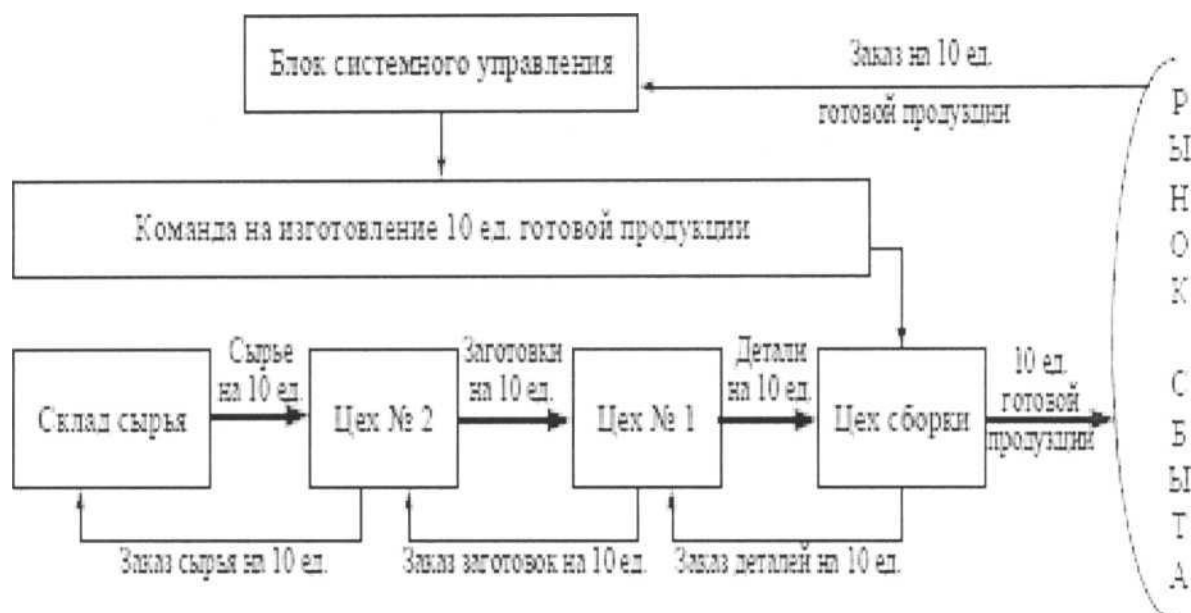 Блок системного управления
Заказ на 10 ед.
готовой продукции
Команда на изготовление 10 ед. готовой продукции
Склад сырья
Сырье
на 10 ед.
Цех № 2
Заготовки
на 10 ед.
Цех № 1
Детали
на 10 ед.
Цех сборки
10 ед.
готовой
продукции
Заказ сырья на 10 ед.
Заказ заготовок на 10 ед.
Заказ деталей на 10 ед.
РЫНОК СБЫТА